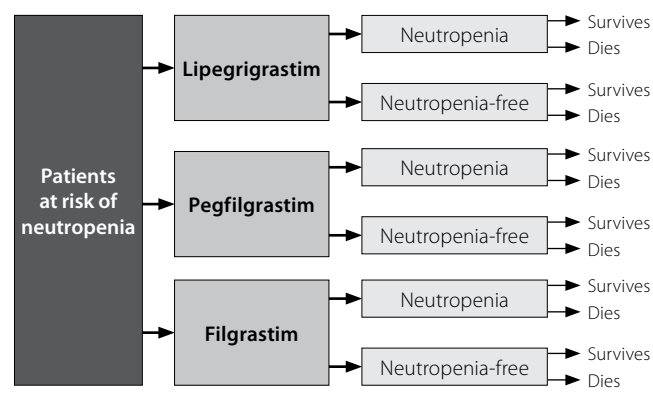 Patients
at risk of
neutropenia
Lipegrigrastim
Neutropenia
Survives
Dies
Neutropenia-free
Survives
Dies
Pegfilgrastim
Neutropenia
Survives
Dies
Neutropenia-free
Survives
Dies
Filgrastim
Neutropenia
Survives
Dies
Neutropenia-free
Survives
Dies